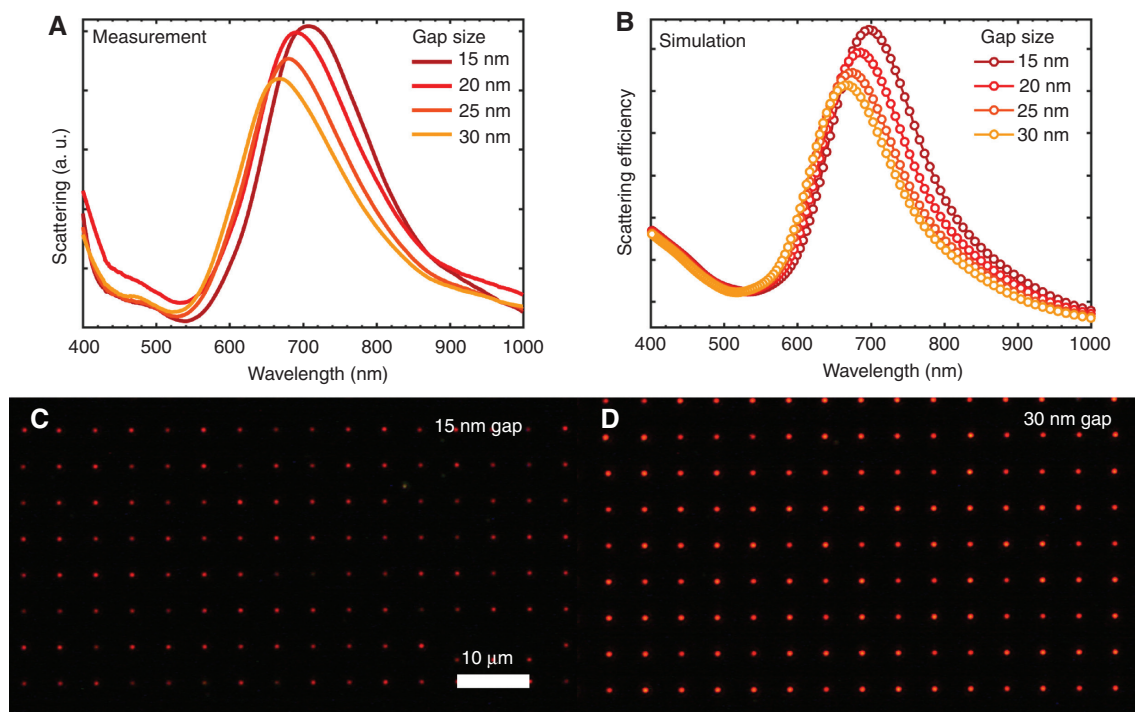 A
Measurement
Gap size
15 nm
20 nm
25 nm
30 nm
Scattering (a. u.)
400 500 600 700 800 900 1000
Wavelength (nm)
B
Simulation
Gap size
15 nm
20 nm
25 nm
30 nm
Scattering efficiency
400 500 600 700 800 900 1000
Wavelength (nm)
C
15 nm gap
10 μm
D
30 nm gap